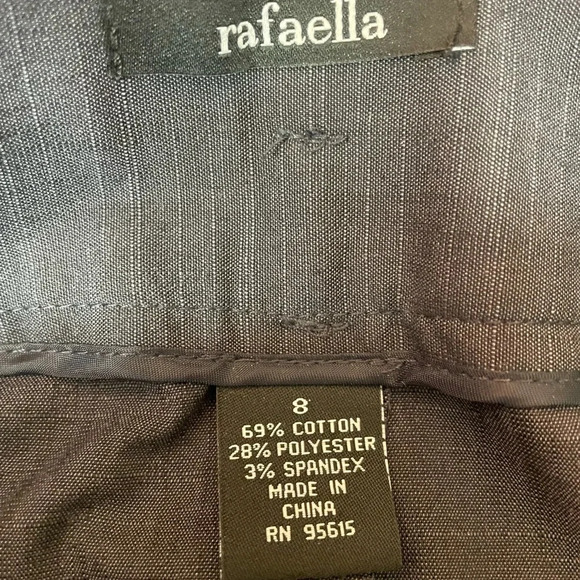 rafaella
8
69% COTTON
28% POLYESTER
3% SPANDEX
MADE IN
CHINA
RN 95615